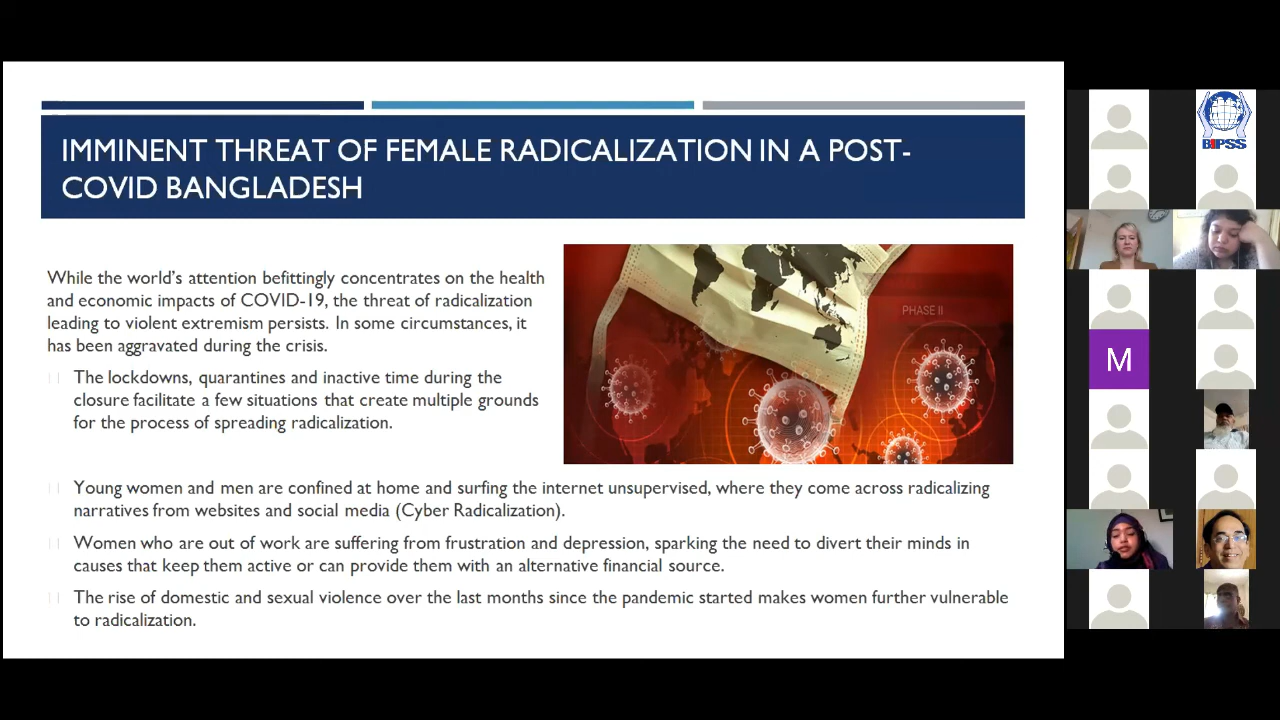 IMMINENT THREAT OF FEMALE RADICALIZATION IN A POST-
COVID BANGLADESH
While the world's attention befittingly concentrates on the health
and economic impacts of COVID-19, the threat of radicalization
leading to violent extremism persists. In some circumstances, it
has been aggravated during the crisis.
The lockdowns, quarantines and inactive time during the
closure facilitate a few situations that create multiple grounds
for the process of spreading radicalization.
PHASE II
Young women and men are confined at home and surfing the internet unsupervised, where they come across radicalizing
narratives from websites and social media (Cyber Radicalization).
Women who are out of work are suffering from frustration and depression, sparking the need to divert their minds in
causes that keep them active or can provide them with an alternative financial source.
The rise of domestic and sexual violence over the last months since the pandemic started makes women further vulnerable
to radicalization.
BIPSS
M